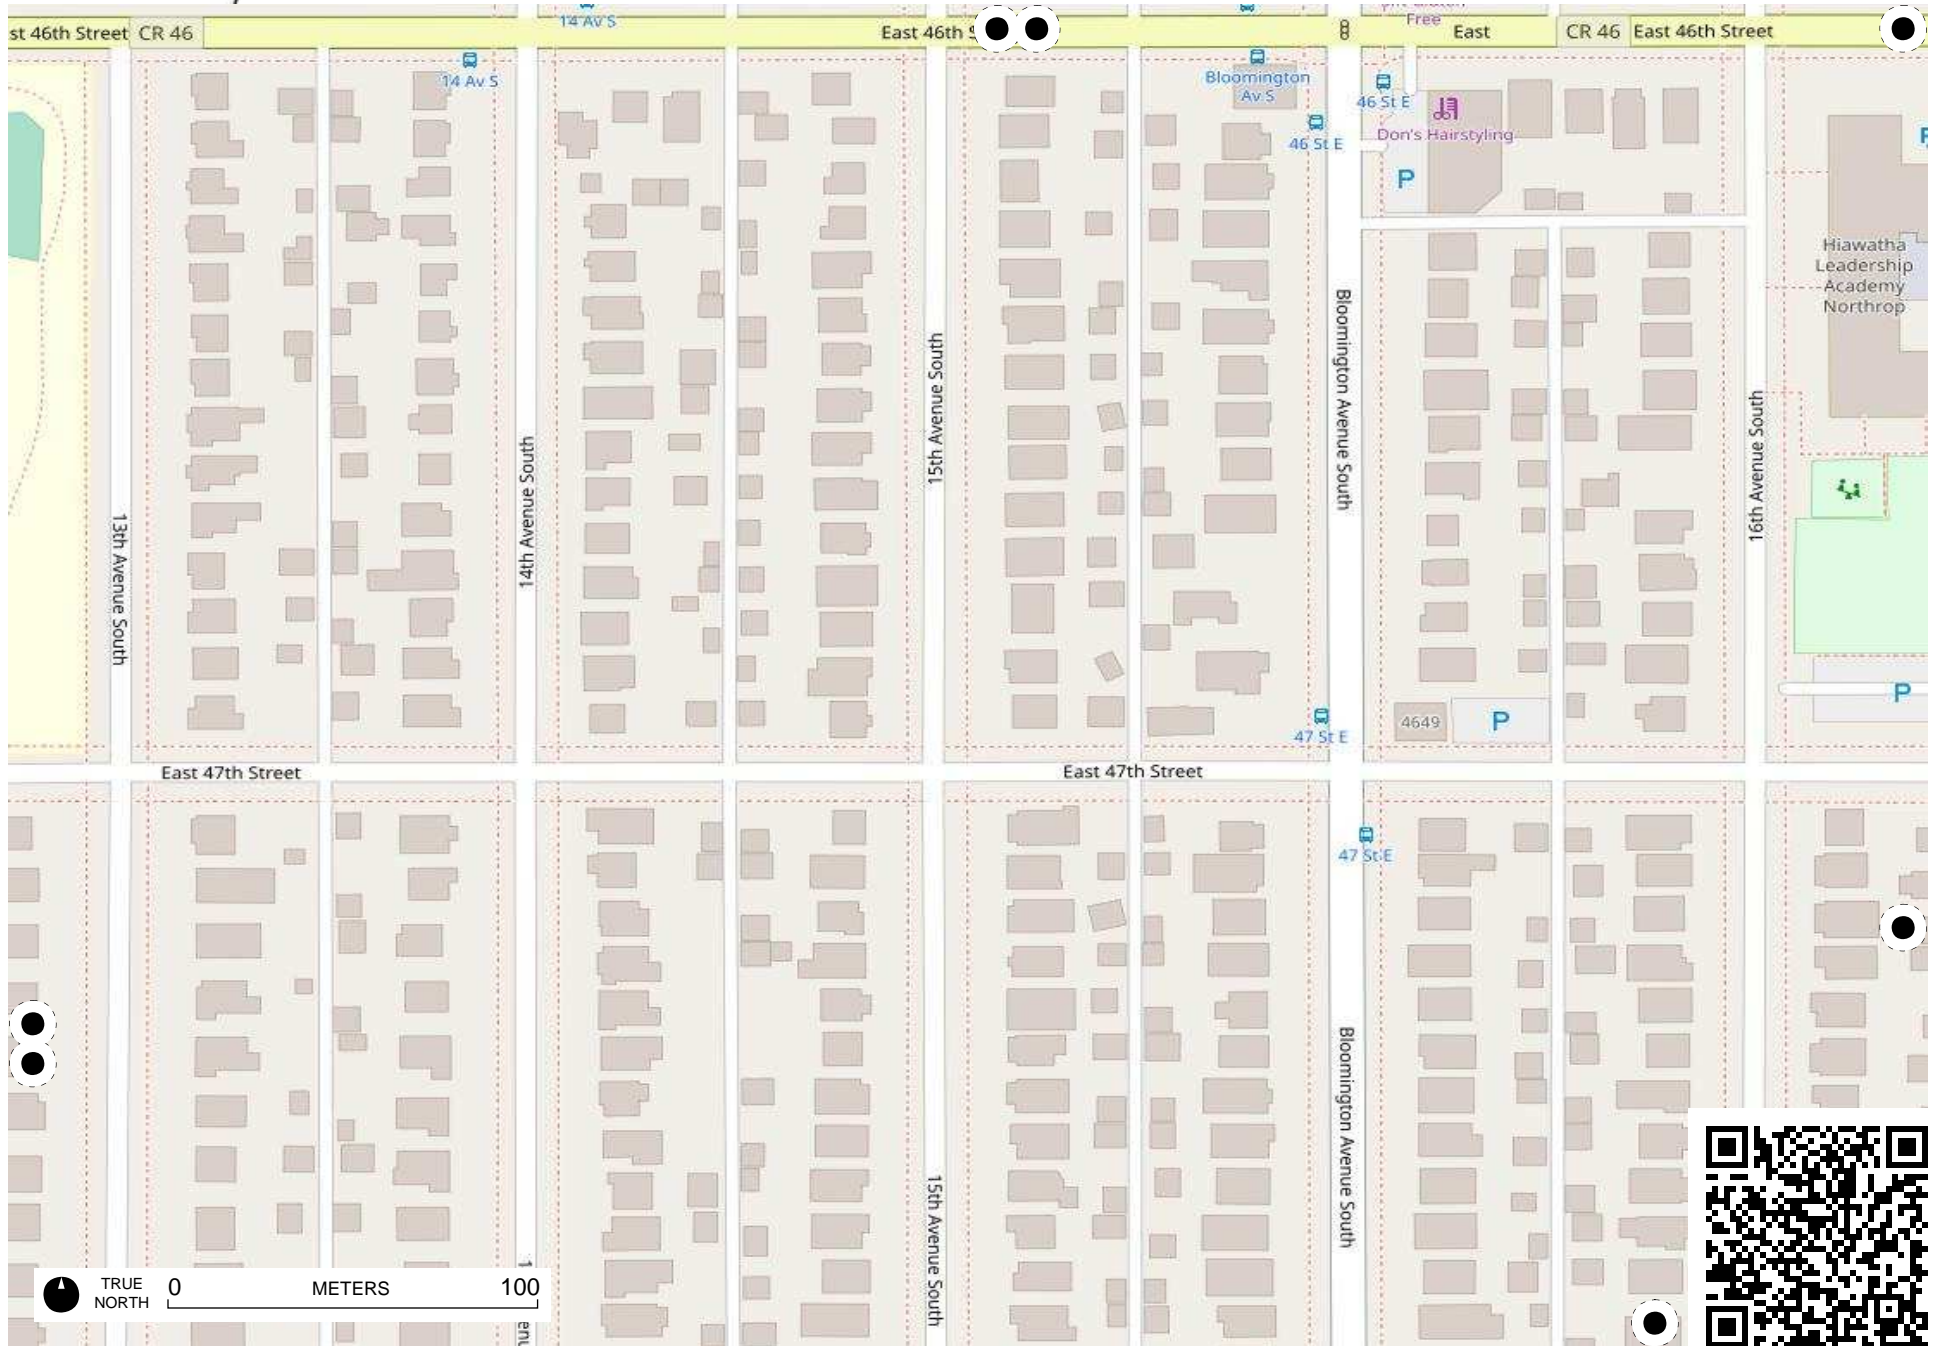 14 Av S
Free
st 46th Street
CR 46
East 46th S
East
CR 46
East 46th Street
14 Av S
Bloomington
Av S
46 St E
46 St E
Don's Hairstyling
P
Hiawatha
Leadership
Academy
Northrop
13th Avenue South
14th Avenue South
15th Avenue South
Bloomington Avenue South
16th Avenue South
P
47 St E
4649
P
East 47th Street
East 47th Street
47 St E
15th Avenue South
Bloomington Avenue South
TRUE
NORTH
0
METERS
100